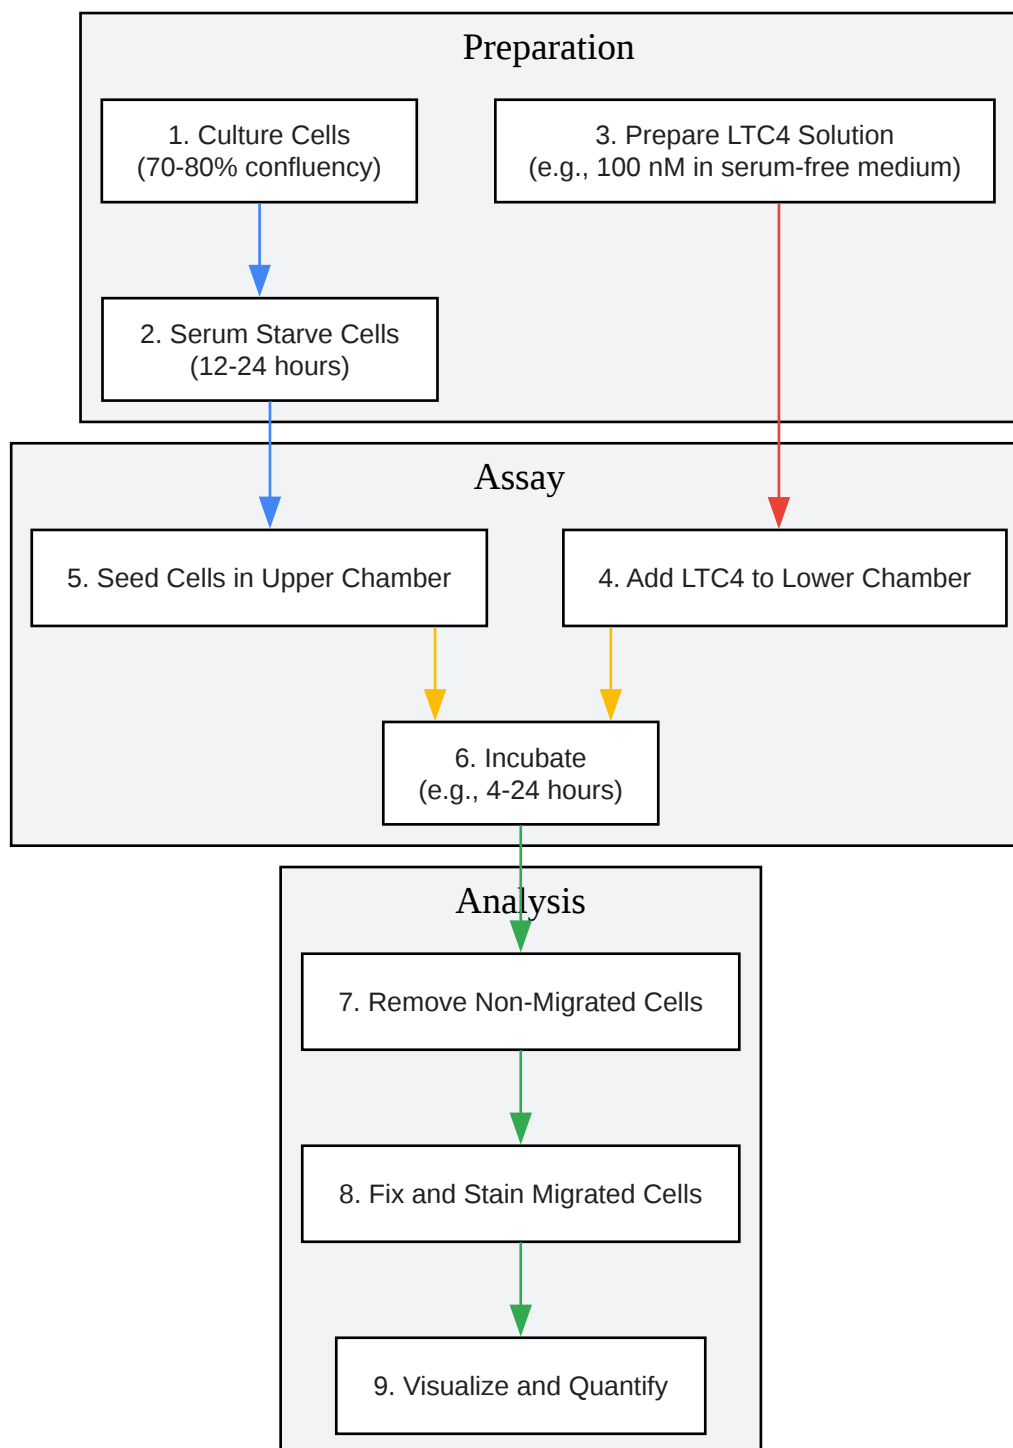 Preparation
1. Culture Cells
(70-80% confluency)
3. Prepare LTC4 Solution
(e.g., 100 nM in serum-free medium)
2. Serum Starve Cells
(12-24 hours)
Assay
5. Seed Cells in Upper Chamber
4. Add LTC4 to Lower Chamber
6. Incubate
(e.g., 4-24 hours)
Analysis
7. Remove Non-Migrated Cells
8. Fix and Stain Migrated Cells
9. Visualize and Quantify